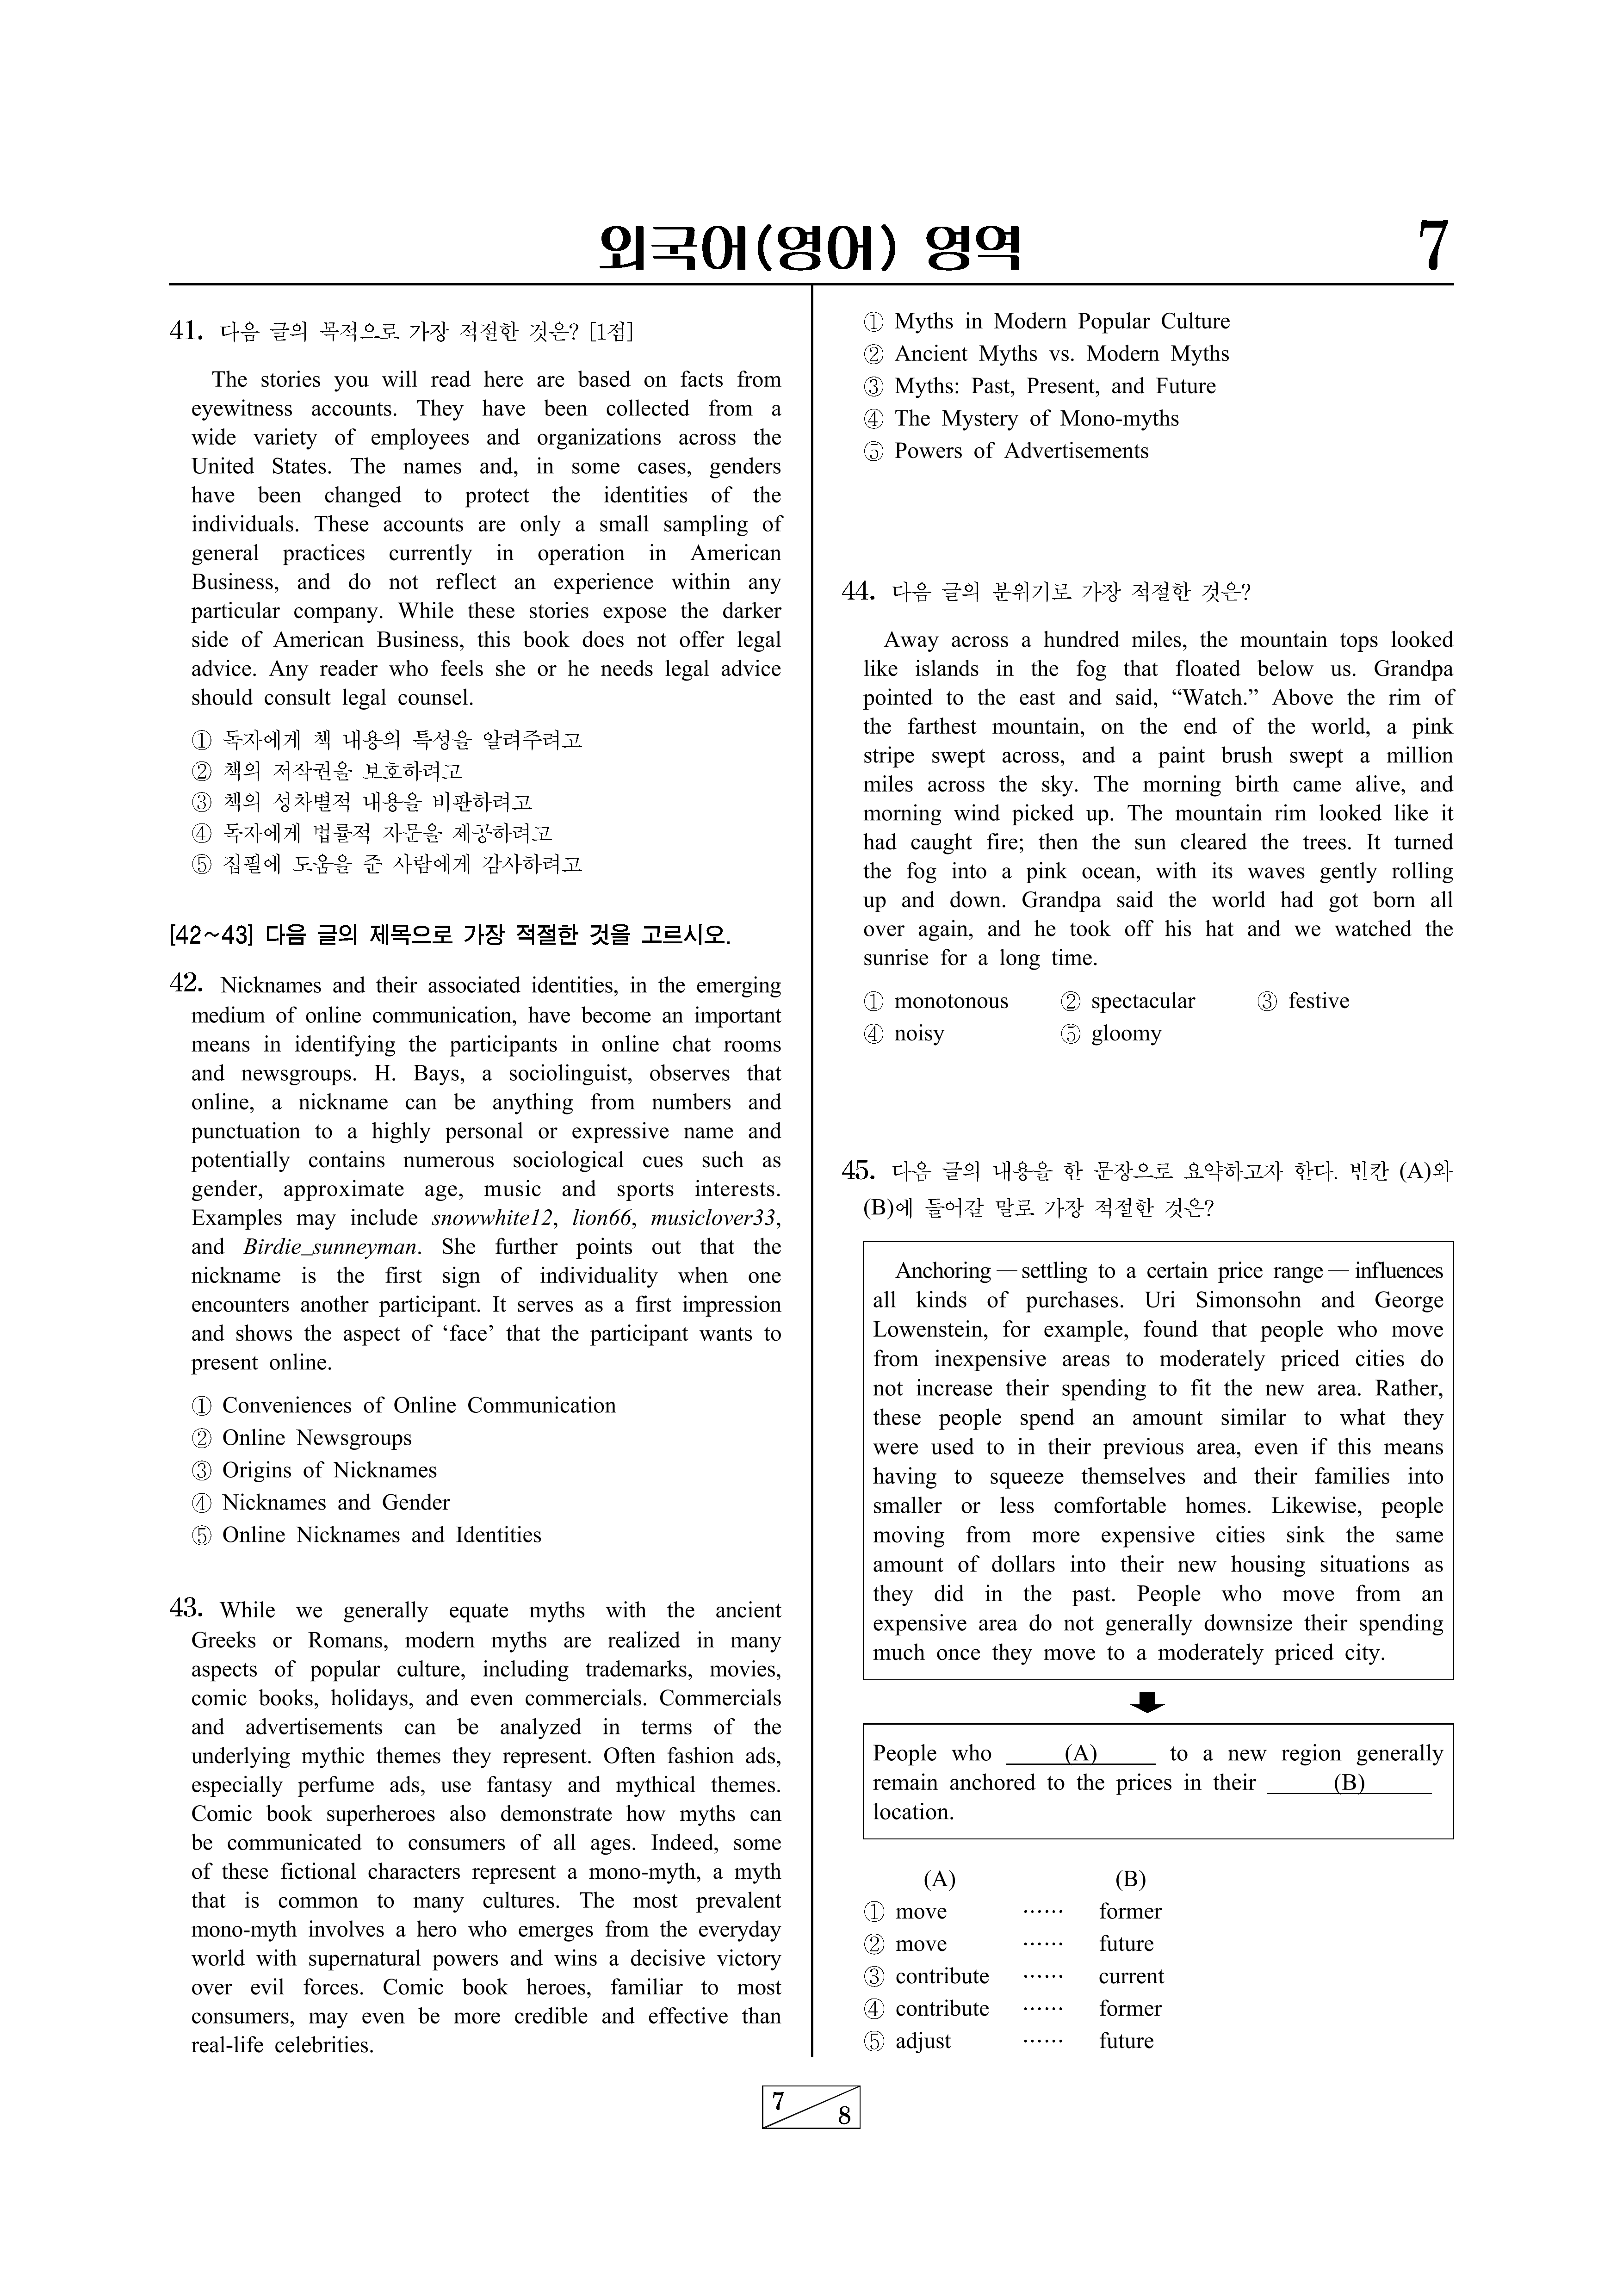 외국어(영어) 영역
7
41. 다음 글의 목적으로 가장 적절한 것은? [1점]
The stories you will read here are based on facts from
eyewitness accounts. They have been collected from a
wide variety of employees and organizations across the
United States. The names and, in some cases, genders
have been changed to protect the identities of the
individuals. These accounts are only a small sampling of
general practices currently in operation in American
Business, and do not reflect an experience within any
particular company. While these stories expose the darker
side of American Business, this book does not offer legal
advice. Any reader who feels she or he needs legal advice
should consult legal counsel.
① 독자에게 책 내용의 특성을 알려주려고
② 책의 저작권을 보호하려고
③ 책의 성차별적 내용을 비판하려고
④ 독자에게 법률적 자문을 제공하려고
⑤ 집필에 도움을 준 사람에게 감사하려고
[42~43] 다음 글의 제목으로 가장 적절한 것을 고르시오.
42. Nicknames and their associated identities, in the emerging
medium of online communication, have become an important
means in identifying the participants in online chat rooms
and newsgroups. H. Bays, a sociolinguist, observes that
online, a nickname can be anything from numbers and
punctuation to a highly personal or expressive name and
potentially contains numerous sociological cues such as
gender, approximate age, music and sports interests.
Examples may include snowwhite12, lion66, musiclover33,
and Birdie_sunneyman. She further points out that the
nickname is the first sign of individuality when one
encounters another participant. It serves as a first impression
and shows the aspect of ‘face’ that the participant wants to
present online.
① Conveniences of Online Communication
② Online Newsgroups
③ Origins of Nicknames
④ Nicknames and Gender
⑤ Online Nicknames and Identities
43. While we generally equate myths with the ancient
Greeks or Romans, modern myths are realized in many
aspects of popular culture, including trademarks, movies,
comic books, holidays, and even commercials. Commercials
and advertisements can be analyzed in terms of the
underlying mythic themes they represent. Often fashion ads,
especially perfume ads, use fantasy and mythical themes.
Comic book superheroes also demonstrate how myths can
be communicated to consumers of all ages. Indeed, some
of these fictional characters represent a mono-myth, a myth
that is common to many cultures. The most prevalent
mono-myth involves a hero who emerges from the everyday
world with supernatural powers and wins a decisive victory
over evil forces. Comic book heroes, familiar to most
consumers, may even be more credible and effective than
real-life celebrities.
① Myths in Modern Popular Culture
② Ancient Myths vs. Modern Myths
③ Myths: Past, Present, and Future
④ The Mystery of Mono-myths
⑤ Powers of Advertisements
44. 다음 글의 분위기로 가장 적절한 것은?
Away across a hundred miles, the mountain tops looked
like islands in the fog that floated below us. Grandpa
pointed to the east and said, “Watch.” Above the rim of
the farthest mountain, on the end of the world, a pink
stripe swept across, and a paint brush swept a million
miles across the sky. The morning birth came alive, and
morning wind picked up. The mountain rim looked like it
had caught fire; then the sun cleared the trees. It turned
the fog into a pink ocean, with its waves gently rolling
up and down. Grandpa said the world had got born all
over again, and he took off his hat and we watched the
sunrise for a long time.
① monotonous ② spectacular ③ festive
④ noisy ⑤ gloomy
45. 다음 글의 내용을 한 문장으로 요약하고자 한다. 빈칸 (A)와
(B)에 들어갈 말로 가장 적절한 것은?
Anchoring — settling to a certain price range — influences
all kinds of purchases. Uri Simonsohn and George
Lowenstein, for example, found that people who move
from inexpensive areas to moderately priced cities do
not increase their spending to fit the new area. Rather,
these people spend an amount similar to what they
were used to in their previous area, even if this means
having to squeeze themselves and their families into
smaller or less comfortable homes. Likewise, people
moving from more expensive cities sink the same
amount of dollars into their new housing situations as
they did in the past. People who move from an
expensive area do not generally downsize their spending
much once they move to a moderately priced city.
People who (A) to a new region generally
remain anchored to the prices in their (B)
location.
(A) (B)
① move ⋯⋯ former
② move ⋯⋯ future
③ contribute ⋯⋯ current
④ contribute ⋯⋯ former
⑤ adjust ⋯⋯ future
7
8